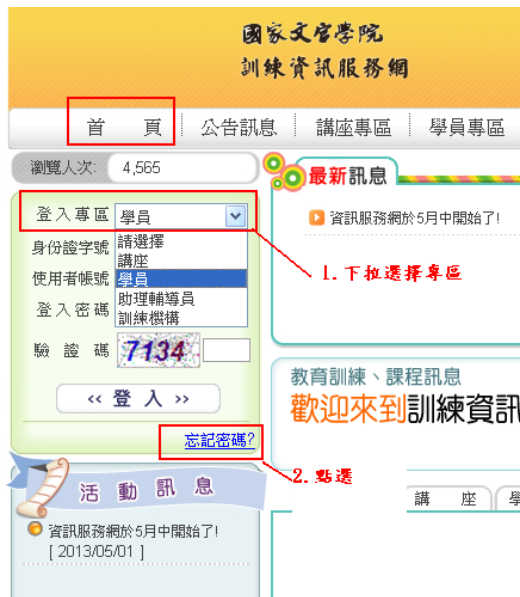 國家文官學院
訓練資訊服務網
首 頁 公告訊息 講座專區 學員專區
瀏覽人次: 4,565
最新訊息
登入專區 學員
資訊服務網於5月中開始了!
身份證字號 請選擇
講座
1.下拉選擇專區
使用者帳號 學員
助理輔導員
登入密碼 訓練機構
驗 證 碼 7134
教育訓練、課程訊息
‹‹ 登 入 ››
歡迎來到訓練資訊
忘記密碼?
2.點選
活 動 訊 息
講 座
資訊服務網於5月中開始了!
[ 2013/05/01 ]